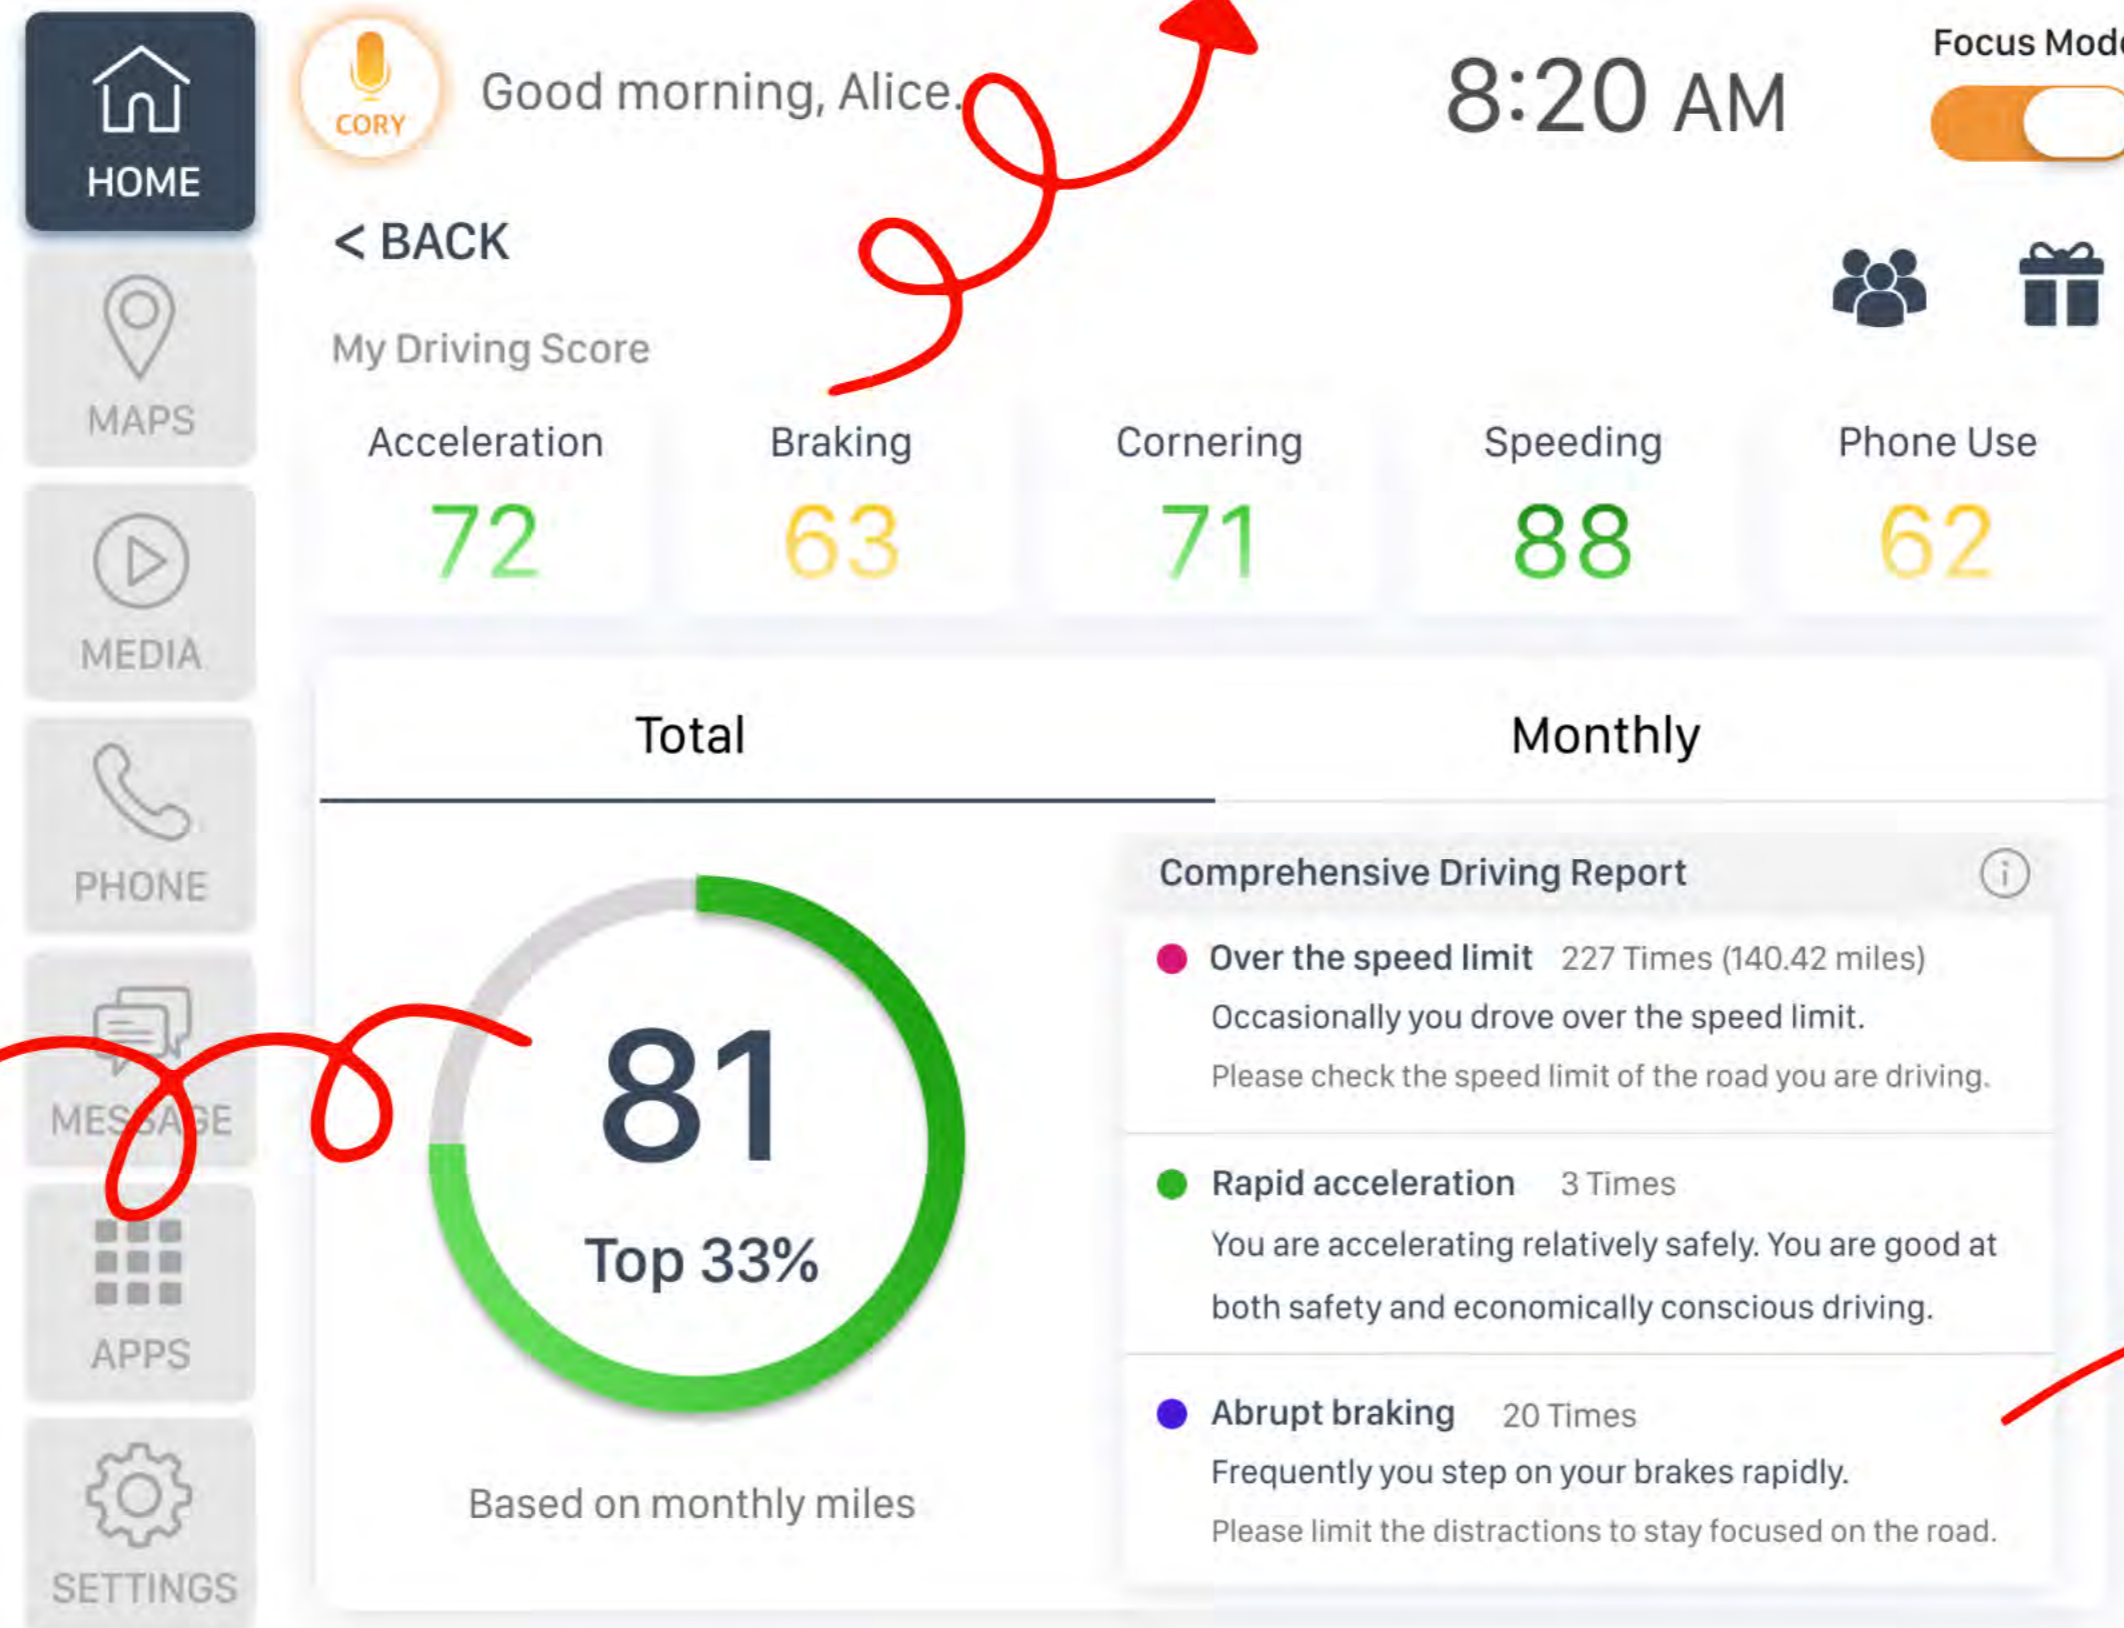 HOME
CORY
Good morning, Alice.
8:20 AM
< BACK
My Driving Score
MAPS
Acceleration
72
Braking
63
Cornering
71
Speeding
88
Phone Use
62
MEDIA
Total
Monthly
PHONE
81
Top 33%
Based on monthly miles
Comprehensive Driving Report
i
Over the speed limit 227 Times (140.42 miles)
Occasionally you drove over the speed limit.
Please check the speed limit of the road you are driving.
Rapid acceleration 3 Times
You are accelerating relatively safely. You are good at
both safety and economically conscious driving.
Abrupt braking 20 Times
Frequently you step on your brakes rapidly.
Please limit the distractions to stay focused on the road.
MESSAGE
APPS
SETTINGS
Focus Mode